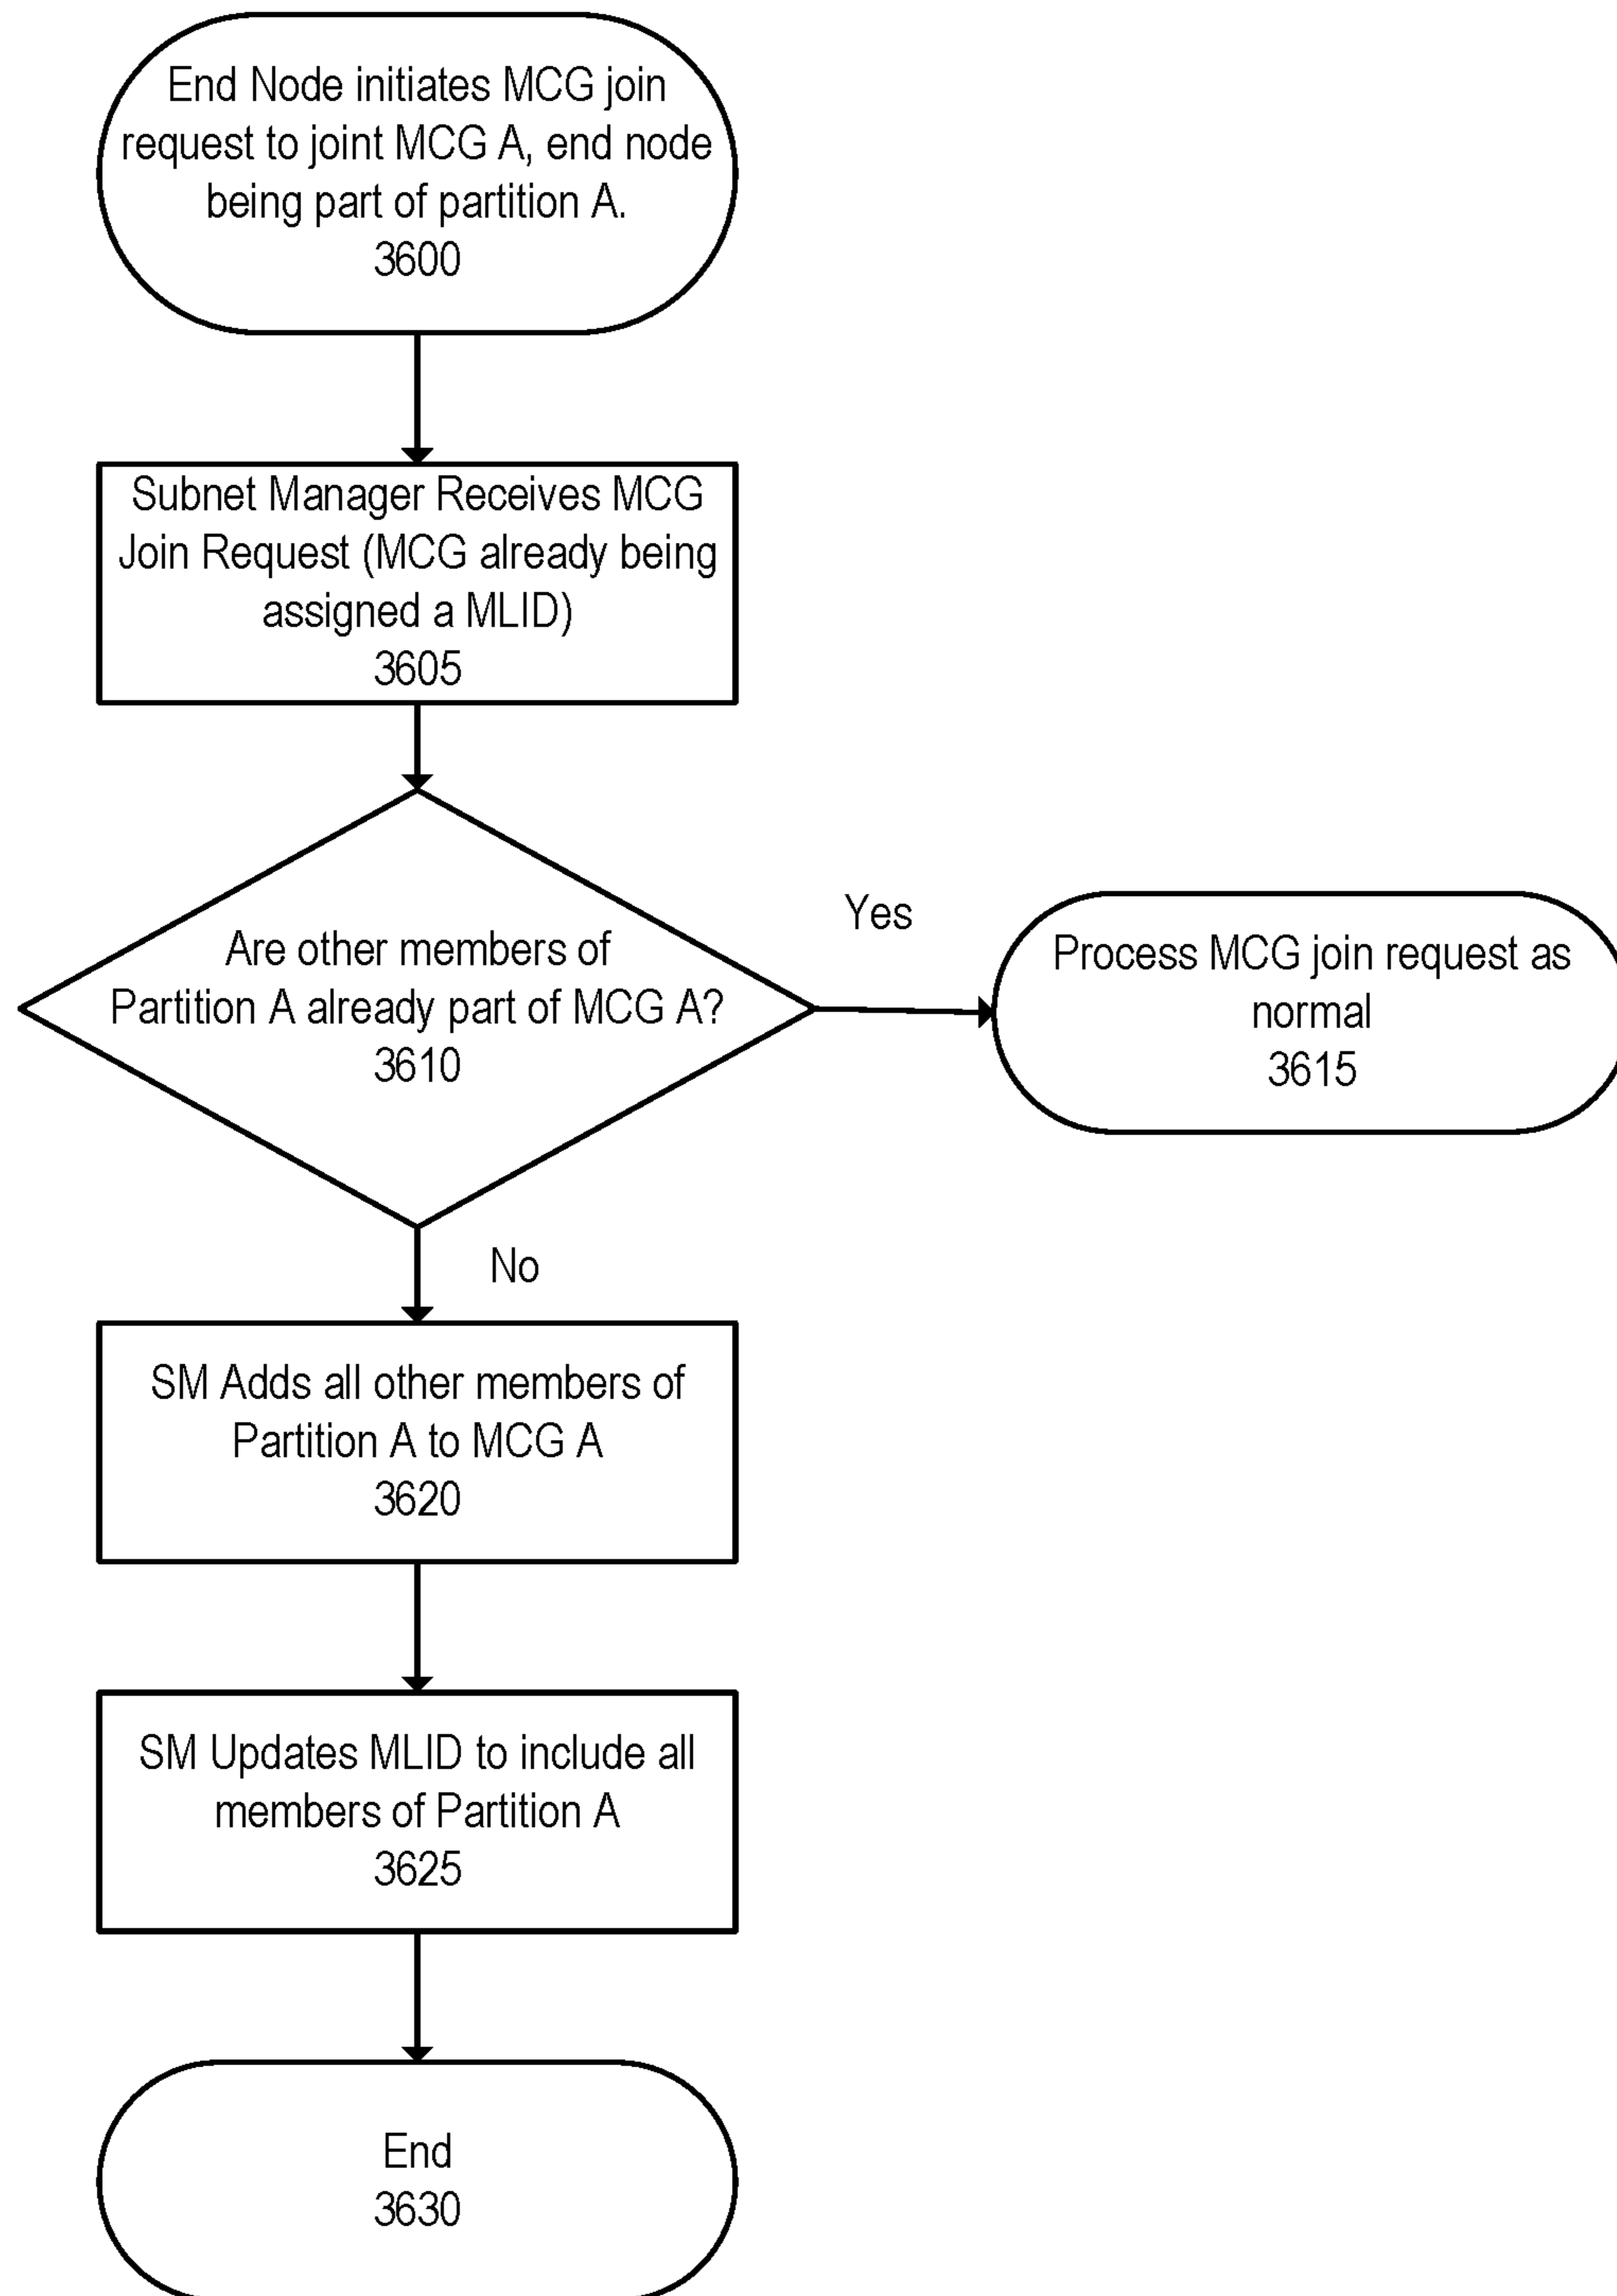 End Node initiates MCG join
request to joint MCG A, end node
being part of partition A.
3600
Subnet Manager Receives MCG
Join Request (MCG already being
assigned a MLID)
3605
Are other members of
Partition A already part of MCG A?
3610
Yes
Process MCG join request as
normal
3615
No
SM Adds all other members of
Partition A to MCG A
3620
SM Updates MLID to include all
members of Partition A
3625
End
3630